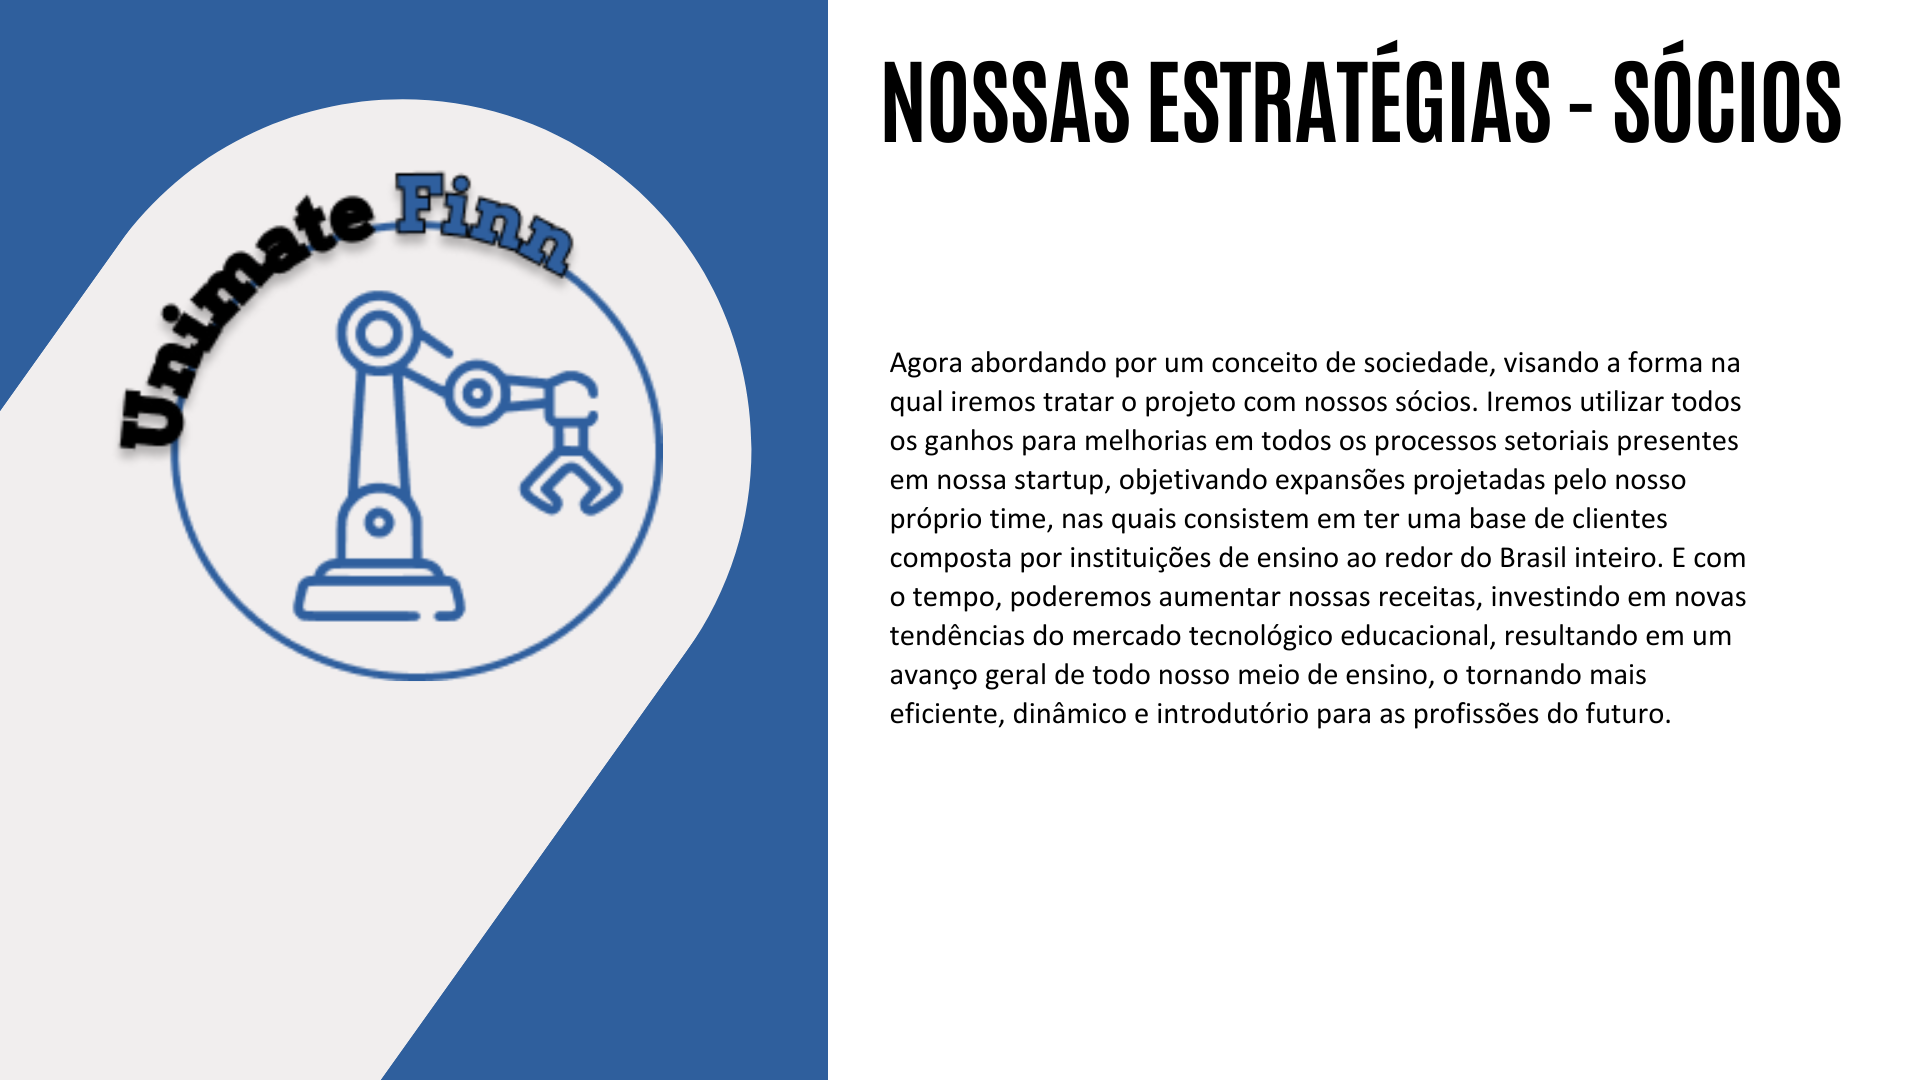 Unimate Finn
NOSSAS ESTRATÉGIAS - SÓCIOS
Agora abordando por um conceito de sociedade, visando a forma na
qual iremos tratar o projeto com nossos sócios. Iremos utilizar todos
os ganhos para melhorias em todos os processos setoriais presentes
em nossa startup, objetivando expansões projetadas pelo nosso
próprio time, nas quais consistem em ter uma base de clientes
composta por instituições de ensino ao redor do Brasil inteiro. E com
o tempo, poderemos aumentar nossas receitas, investindo em novas
tendências do mercado tecnológico educacional, resultando em um
avanço geral de todo nosso meio de ensino, o tornando mais
eficiente, dinâmico e introdutório para as profissões do futuro.